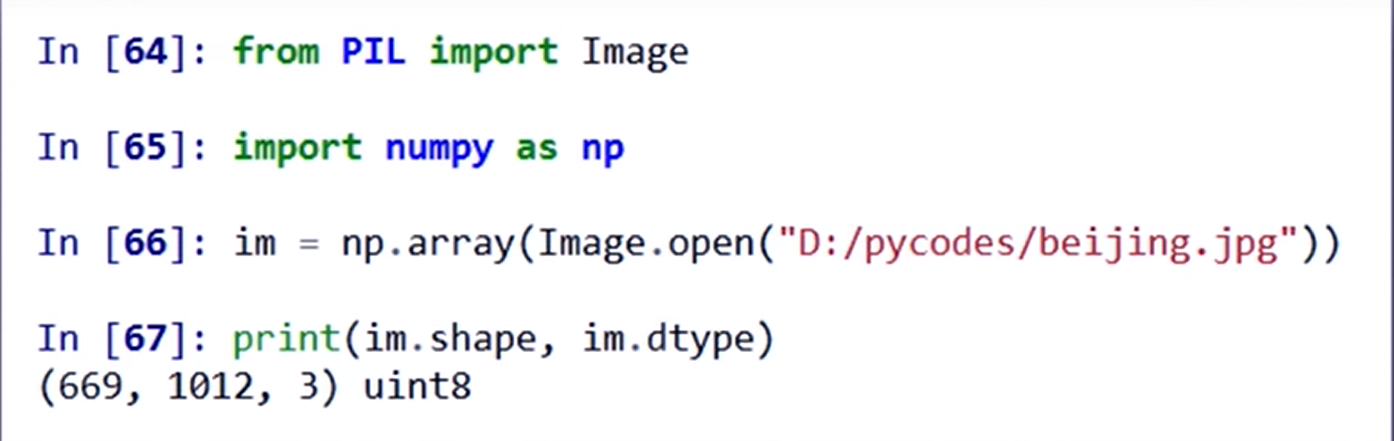 In [64]: from PIL import Image
In [65]: import numpy as np
In [66]: im = np.array(Image.open("D:/pycodes/beijing.jpg"))
In [67]: print(im.shape, im.dtype)
(669, 1012, 3) uint8